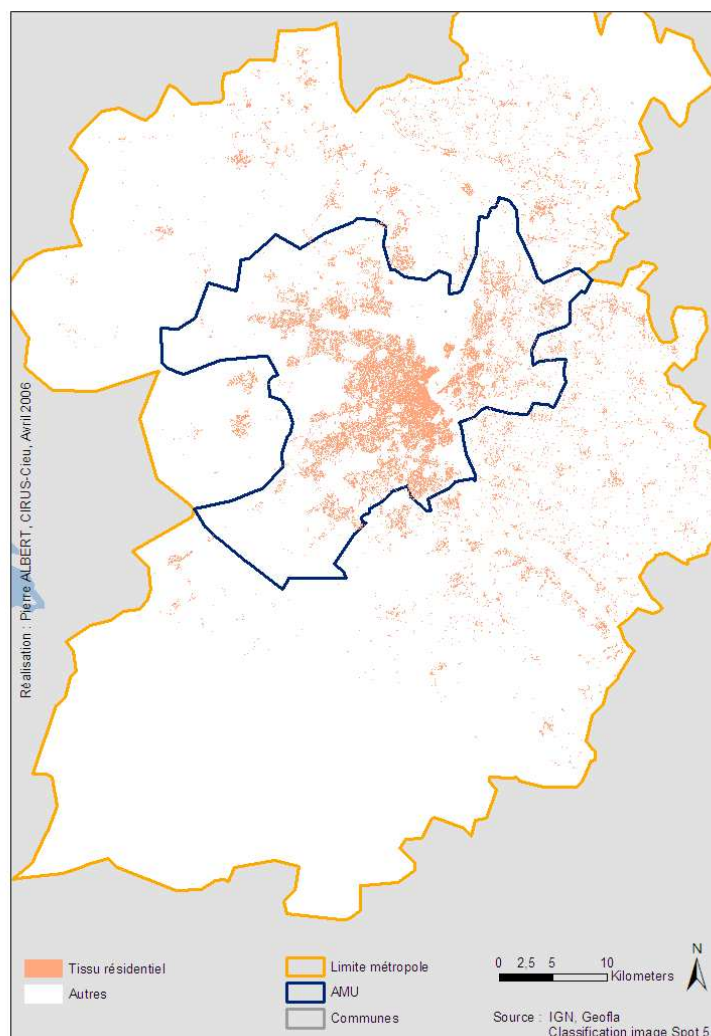 Réalisation : Pierre ALBERT, CIRUS-Cieu, Avril 2006
Tissu résidentiel
Autres
Limite métropole
AMU
Communes
0 2,5 5 10
Kilometers
N
Source : IGN, Geofla
Classification image Spot 5